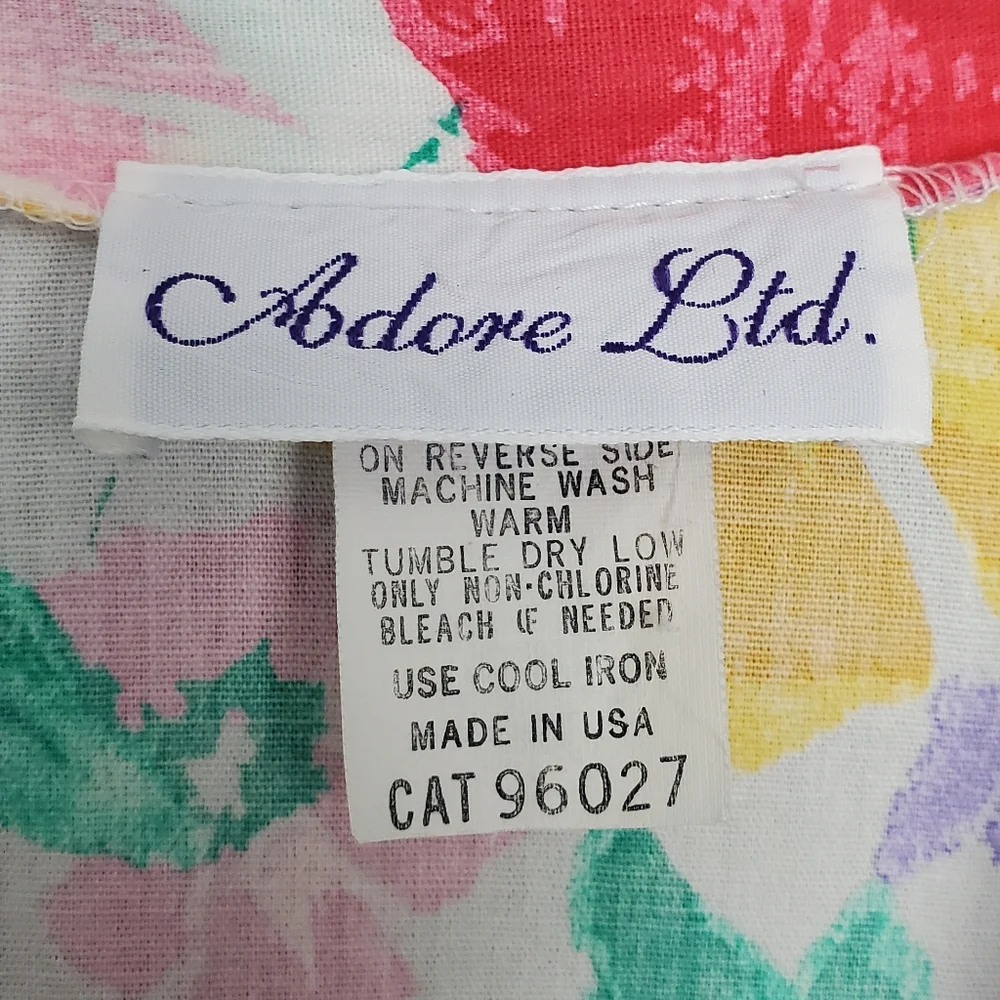 Adore Ltd.
ON REVERSE SIDE
MACHINE WASH
WARM
TUMBLE DRY LOW
ONLY NON-CHLORINE
BLEACH IF NEEDED
USE COOL IRON
MADE IN USA
CAT 96027